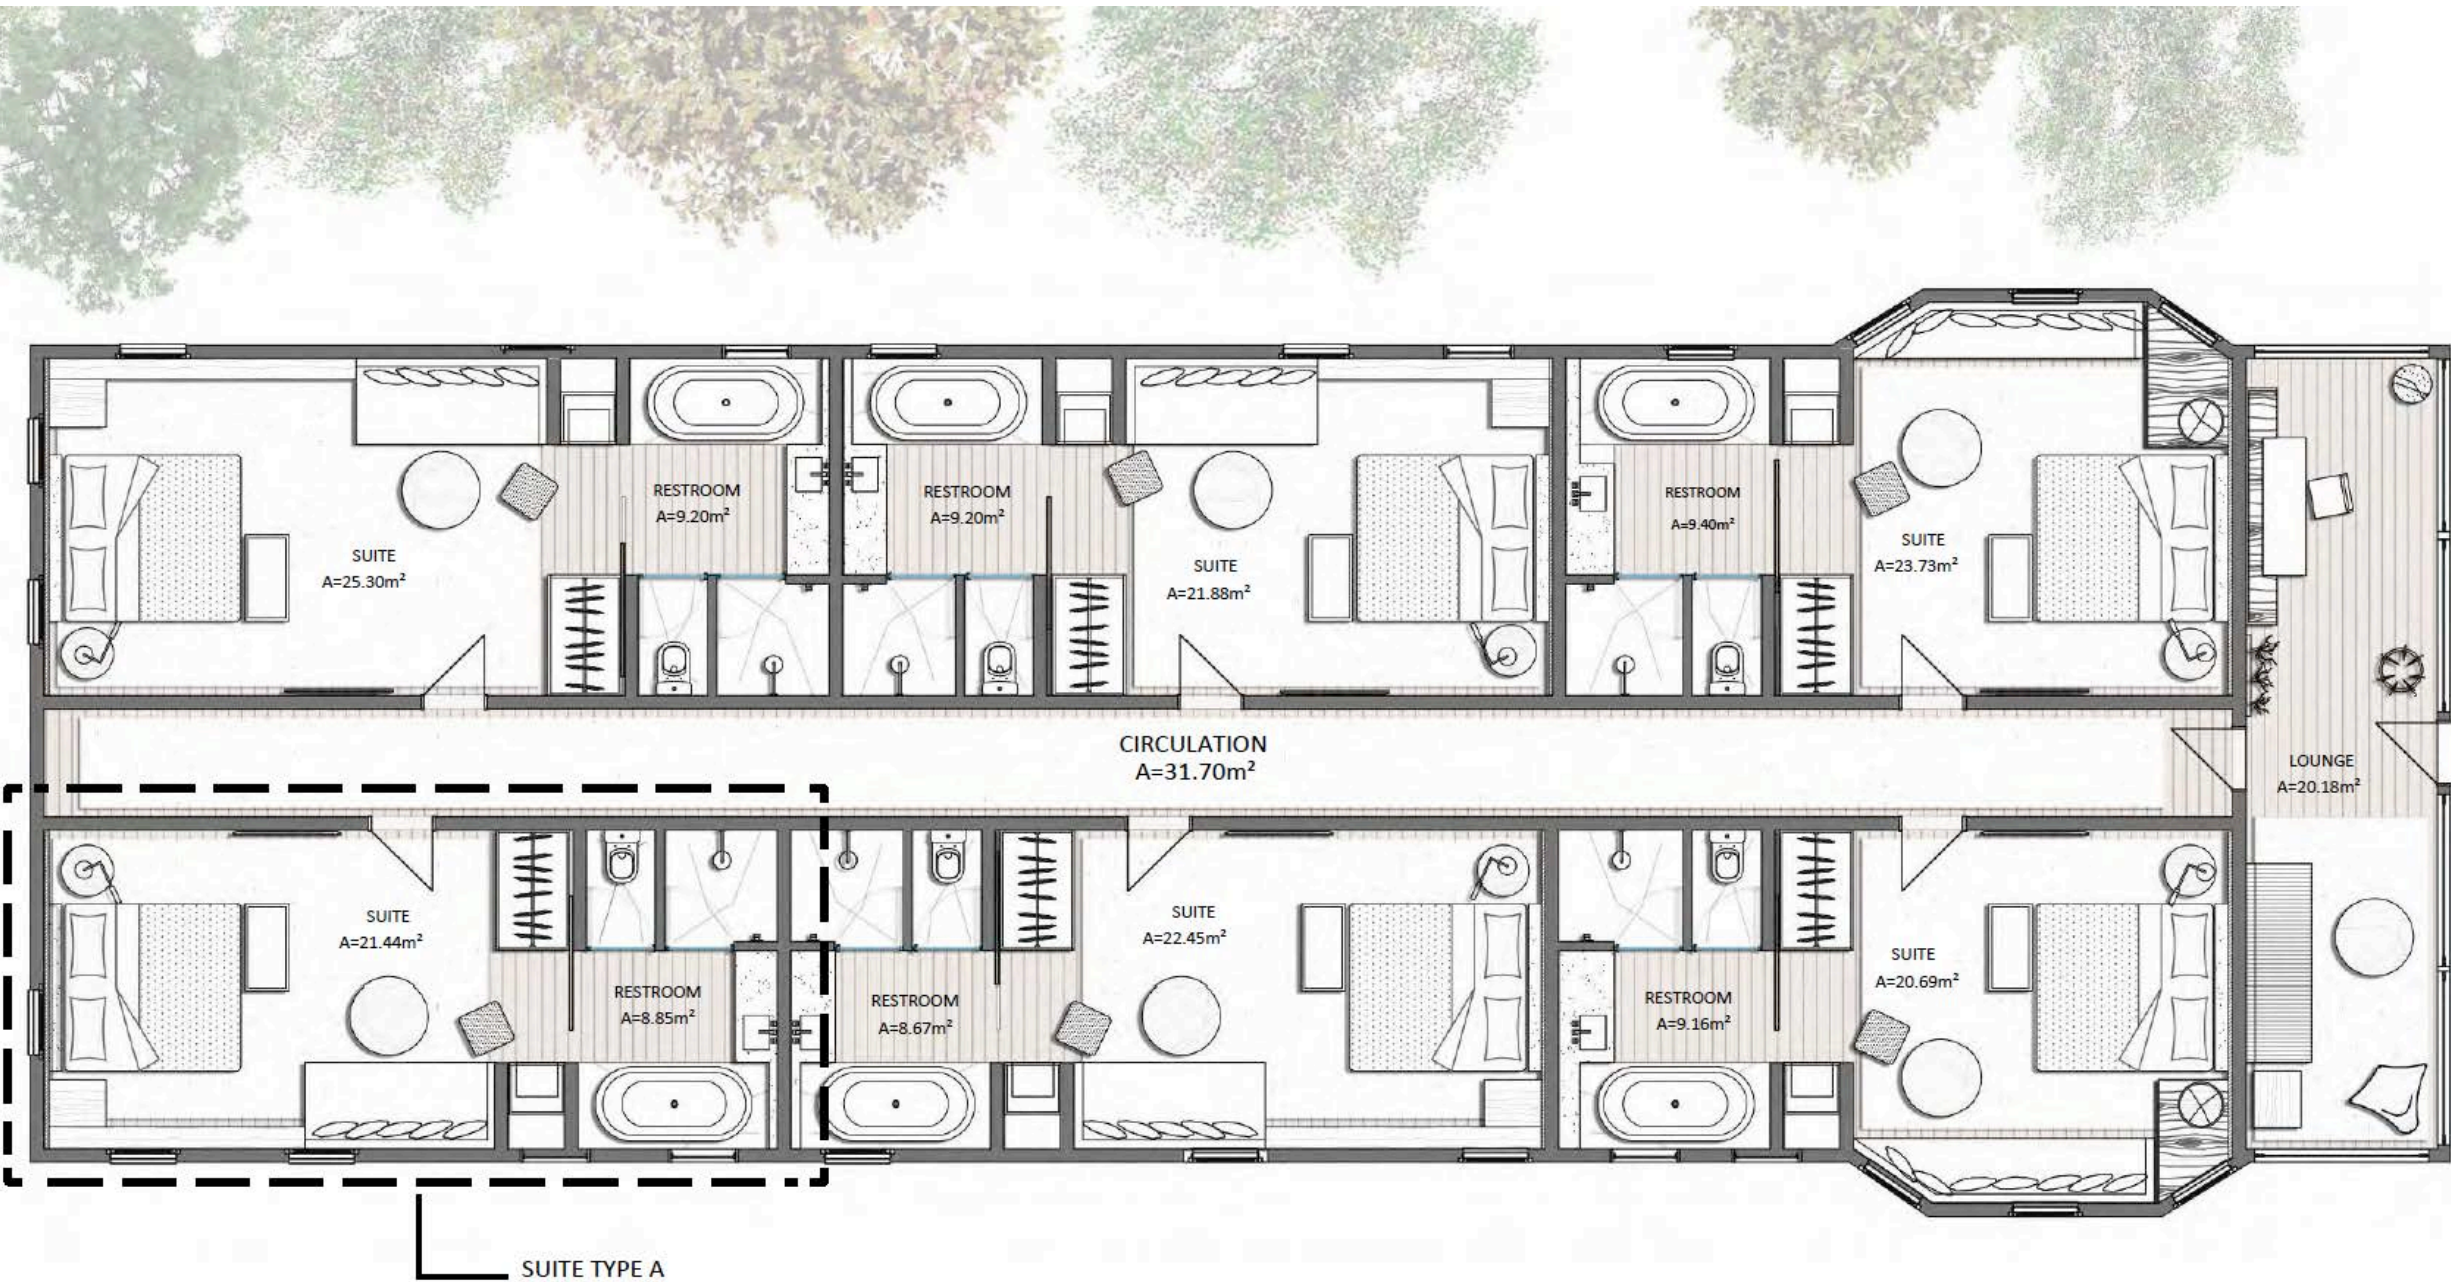 RESTROOM
A=9.20m²
RESTROOM
A=9.20m²
RESTROOM
A=9.40m²
SUITE
A=25.30m²
SUITE
A=21.88m²
SUITE
A=23.73m²
CIRCULATION
A=31.70m²
LOUNGE
A=20.18m²
SUITE
A=21.44m²
RESTROOM
A=8.85m²
RESTROOM
A=8.67m²
SUITE
A=22.45m²
RESTROOM
A=9.16m²
SUITE
A=20.69m²
SUITE TYPE A